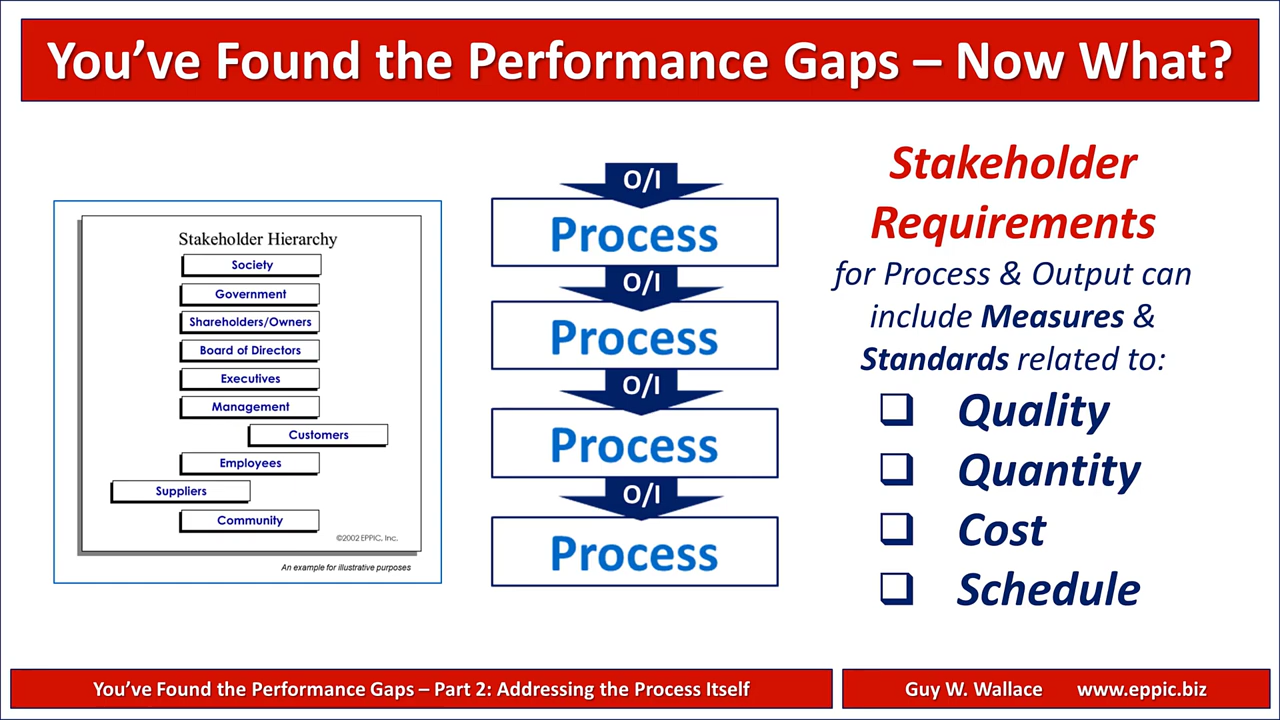 You've Found the Performance Gaps – Now What?
Stakeholder Hierarchy
Society
Government
Shareholders/Owners
Board of Directors
Executives
Management
Customers
Employees
Suppliers
Community
©2002 EPPIC, Inc.
An example for illustrative purposes
O/I
Process
O/I
Process
O/I
Process
O/I
Process
Stakeholder
Requirements
for Process & Output can
include Measures &
Standards related to:
❑ Quality
❑ Quantity
❑ Cost
❑ Schedule
You've Found the Performance Gaps – Part 2: Addressing the Process Itself
Guy W. Wallace www.eppic.biz